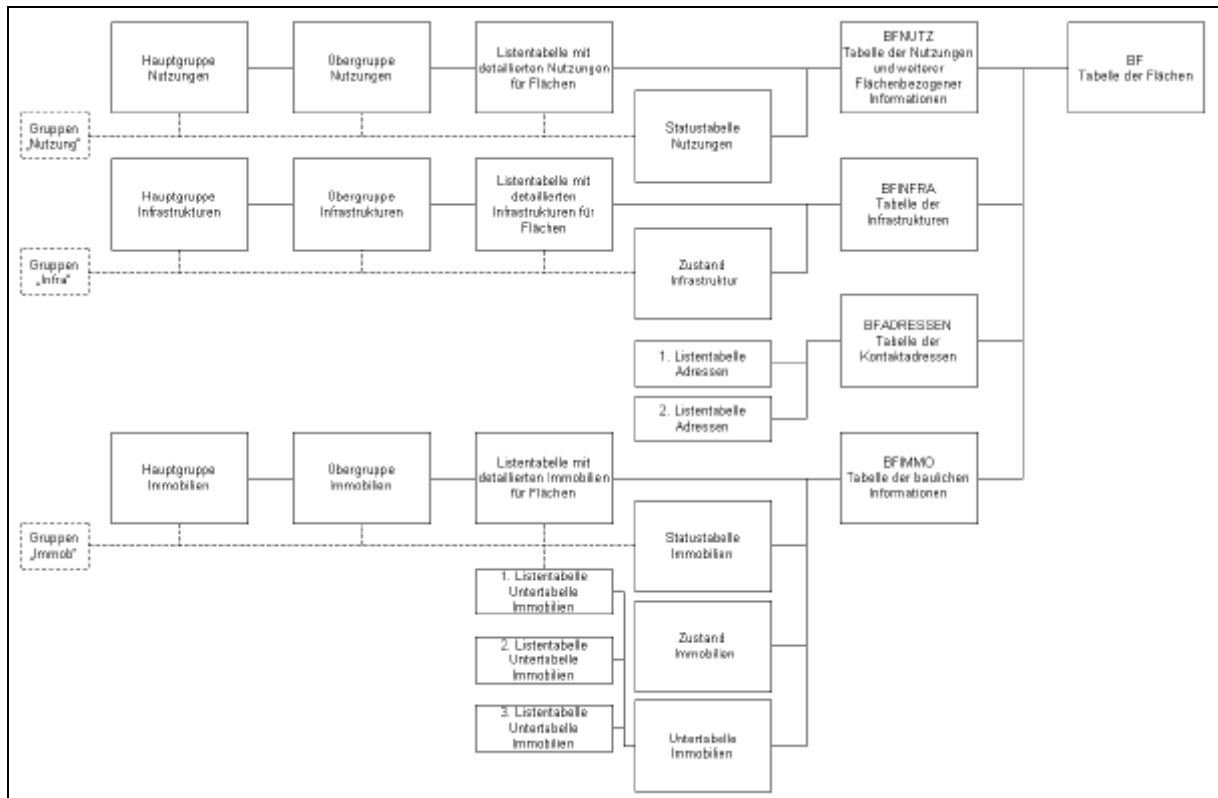 Hauptgruppe
Nutzungen
Übergruppe
Nutzungen
Listentabelle mit
detaillierten Nutzungen
für Flächen
BFNUTZ
Tabelle der Nutzungen
und weiterer
Flächenbezogener
Informationen
BF
Tabelle der Flächen
Gruppen
„Nutzung“
Statustabelle
Nutzungen
Hauptgruppe
Infrastrukturen
Übergruppe
Infrastrukturen
Listentabelle mit
detaillierten
Infrastrukturen für
Flächen
BFINFRA
Tabelle der
Infrastrukturen
Gruppen
„Infra“
Zustand
Infrastruktur
BFADRESSEN
Tabelle der
Kontaktadressen
1. Listentabelle
Adressen
2. Listentabelle
Adressen
Hauptgruppe
Immobilien
Übergruppe
Immobilien
Listentabelle mit
detaillierten Immobilien
für Flächen
BFIMMO
Tabelle der baulichen
Informationen
Gruppen
„Immob“
Statustabelle
Immobilien
1. Listentabelle
Untertabelle
Immobilien
Zustand
Immobilien
2. Listentabelle
Untertabelle
Immobilien
3. Listentabelle
Untertabelle
Immobilien
Untertabelle
Immobilien